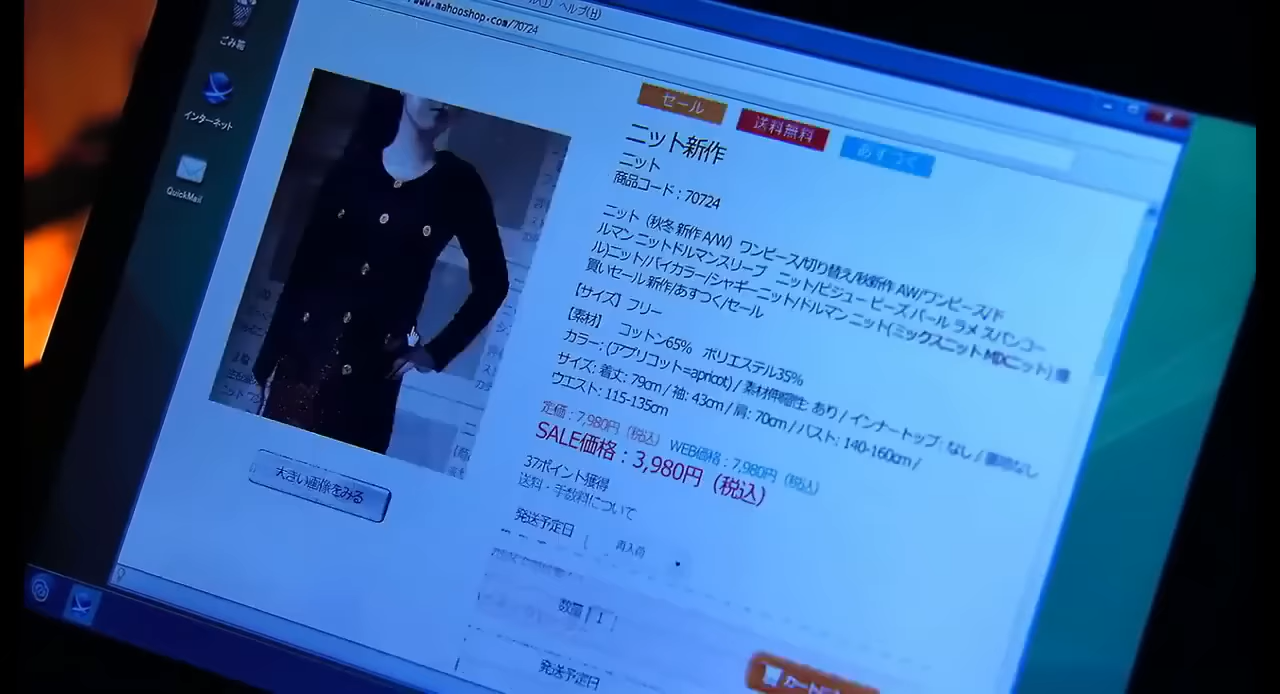 ヘルプ(H)
www.mahooshop.com/70724
ごみ箱
インターネット
QuickMail
セール
送料無料
あすつく
ニット新作
ニット
商品コード：70724
ニット（秋冬 新作 A/W）ワンピース/切り替え/秋新作 AW/ワンピース/ド
ルマン ニットドルマンスリーブ　ニット/ビジュー ビーズ パール ラメ スパンコー
ル)ニット/バイカラー/シャギーニット/ドルマン ニット(ミックスニット MIXニット)
買いセール 新作/あすつく/セール
【サイズ】フリー
【素材】　コットン65%　ポリエステル35%
カラー：(アプリコット=apricot) / 素材伸縮性: あり / インナートップ：なし / 裏地なし
サイズ: 着丈：79cm / 袖：43cm / 肩：70cm / バスト：140-160cm /
ウエスト：115-135cm
定価：7,980円（税込） WEB価格：7,980円（税込）
SALE価格：3,980円（税込）
37ポイント獲得
送料・手数料について
発送予定日
再入荷
数量 1
発送予定日
大きい画像をみる
カートに